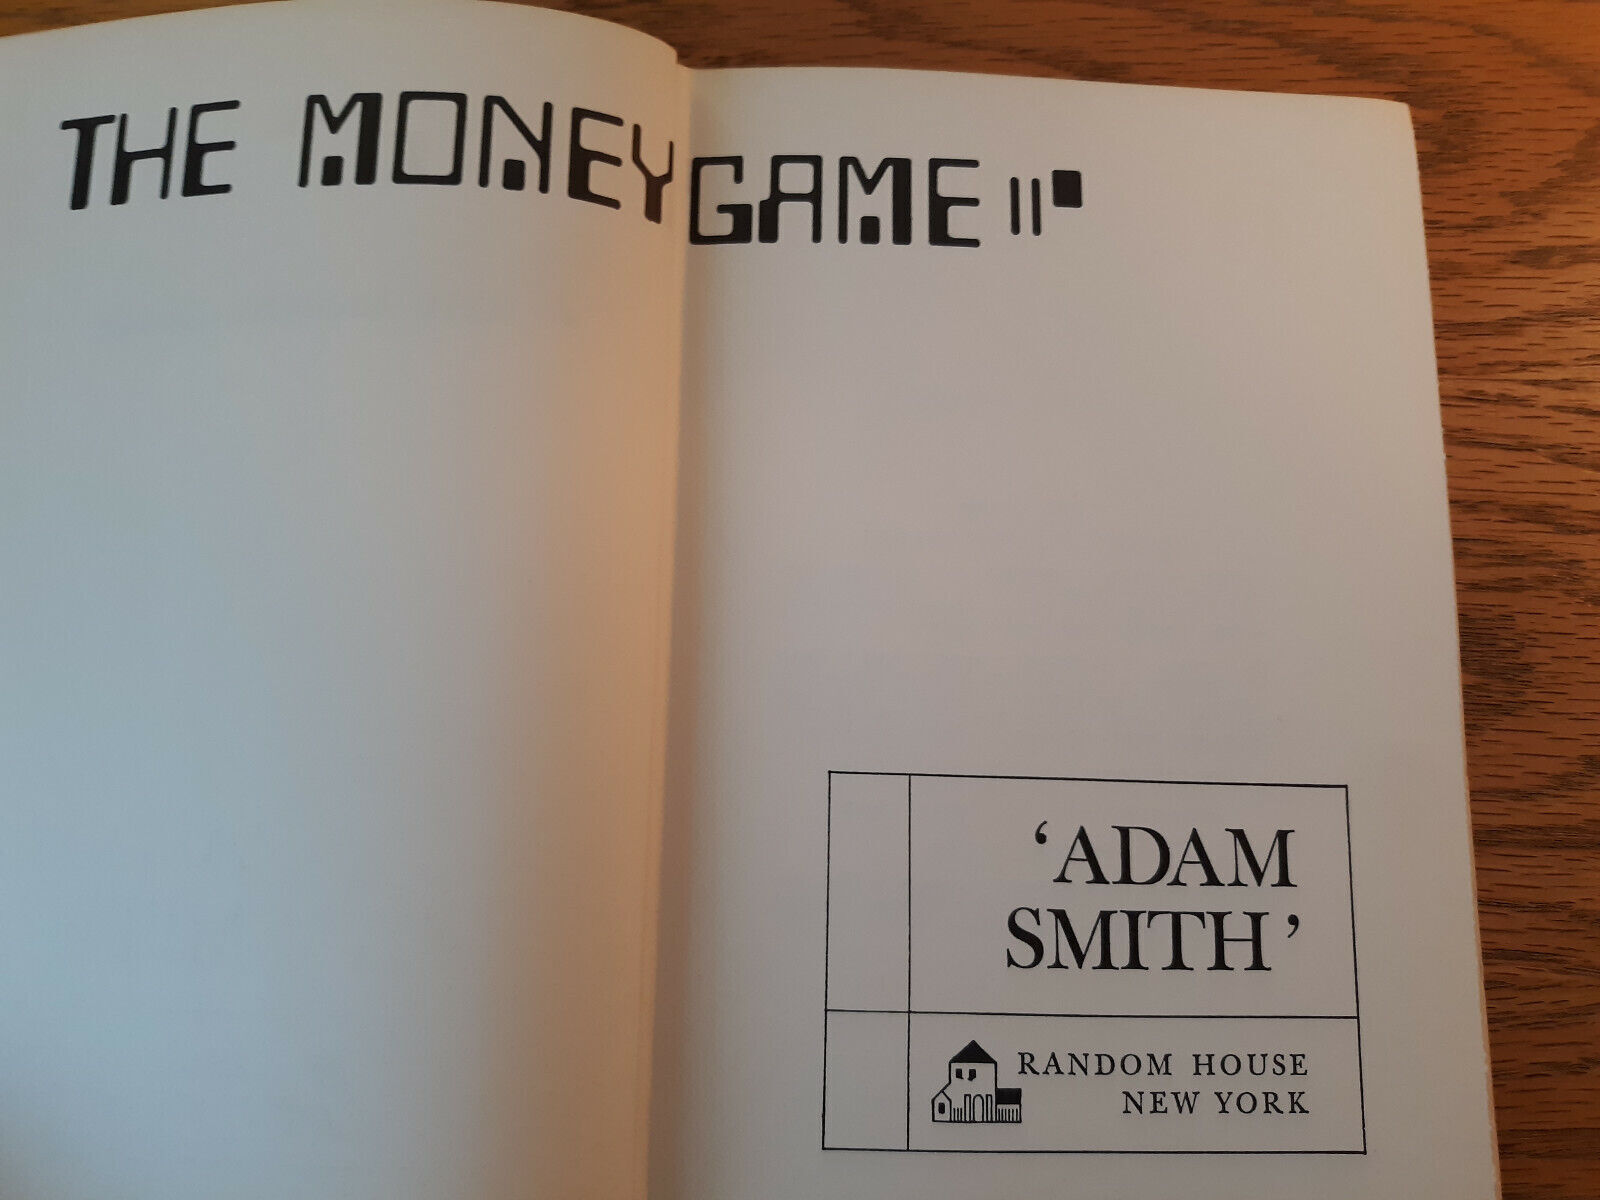 THE MONEY GAME
‘ADAM
SMITH’
RANDOM HOUSE
NEW YORK